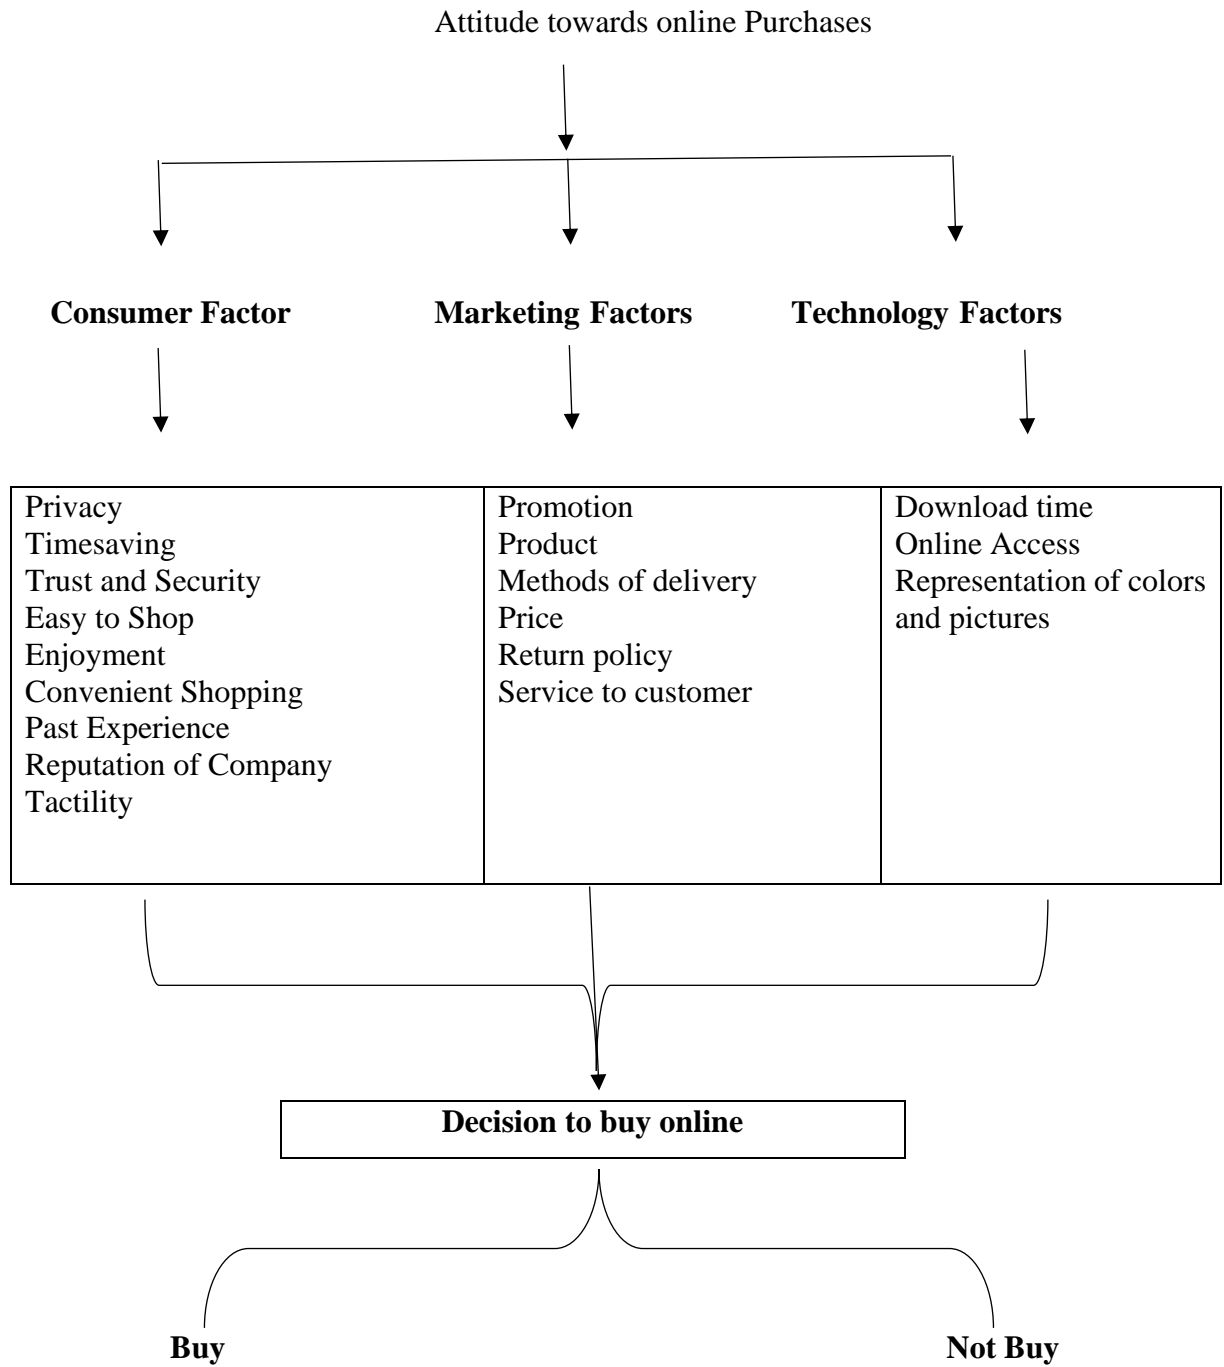 Attitude towards online Purchases
Consumer Factor
Marketing Factors
Technology Factors
Privacy
Timesaving
Trust and Security
Easy to Shop
Enjoyment
Convenient Shopping
Past Experience
Reputation of Company
Tactility
Promotion
Product
Methods of delivery
Price
Return policy
Service to customer
Download time
Online Access
Representation of colors
and pictures
Decision to buy online
Buy
Not Buy